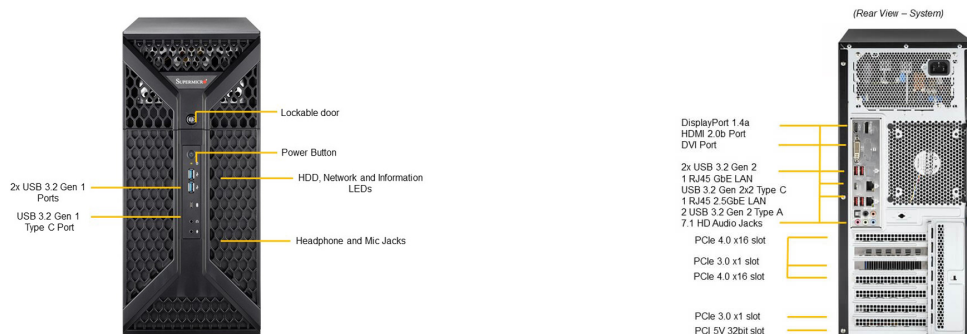 (Rear View – System)
SUPERMICR
Lockable door
Power Button
HDD, Network and Information
LEDs
2x USB 3.2 Gen 1
Ports
USB 3.2 Gen 1
Type C Port
Headphone and Mic Jacks
DisplayPort 1.4a
HDMI 2.0b Port
DVI Port
2x USB 3.2 Gen 2
1 RJ45 GbE LAN
USB 3.2 Gen 2x2 Type C
1 RJ45 2.5GbE LAN
2 USB 3.2 Gen 2 Type A
7.1 HD Audio Jacks
PCIe 4.0 x16 slot
PCIe 3.0 x1 slot
PCIe 4.0 x16 slot
PCIe 3.0 x1 slot
PCI 5V 32bit slot